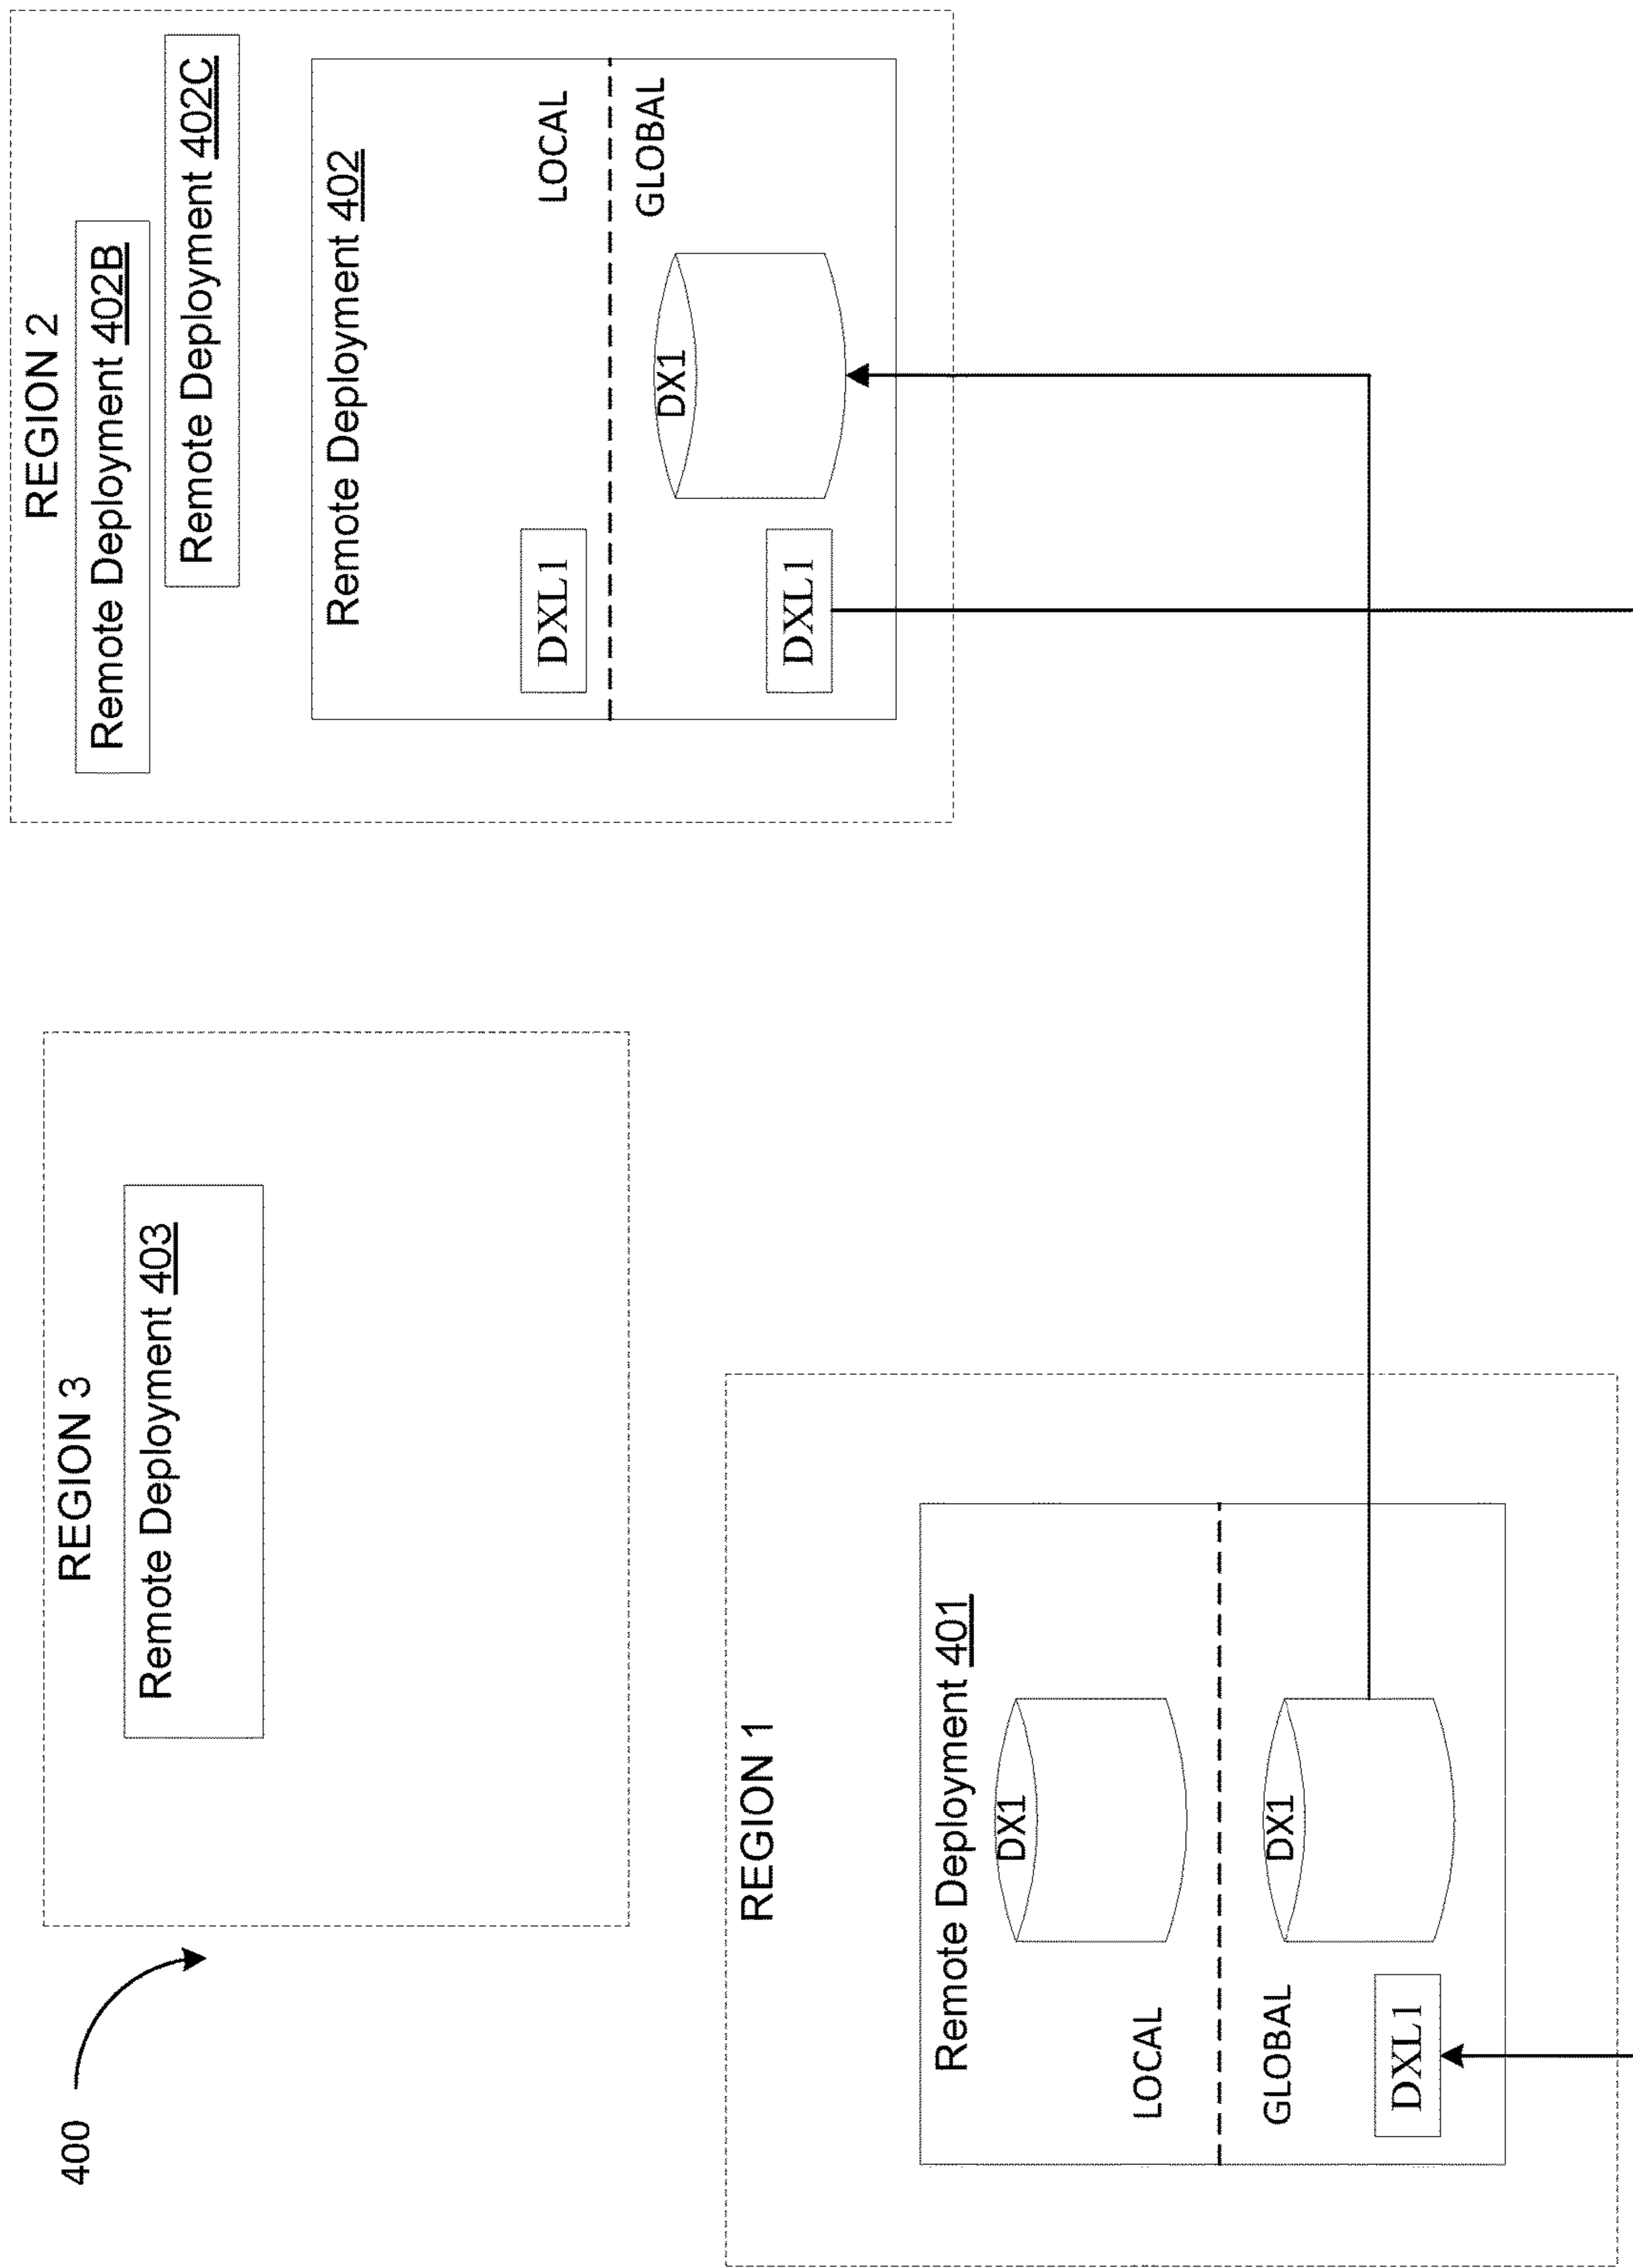 400
REGION 3
Remote Deployment 403
REGION 2
Remote Deployment 402B
Remote Deployment 402C
Remote Deployment 402
LOCAL
DXL1
GLOBAL
DX1
DXL1
REGION 1
Remote Deployment 401
DX1
LOCAL
GLOBAL
DX1
DXL1